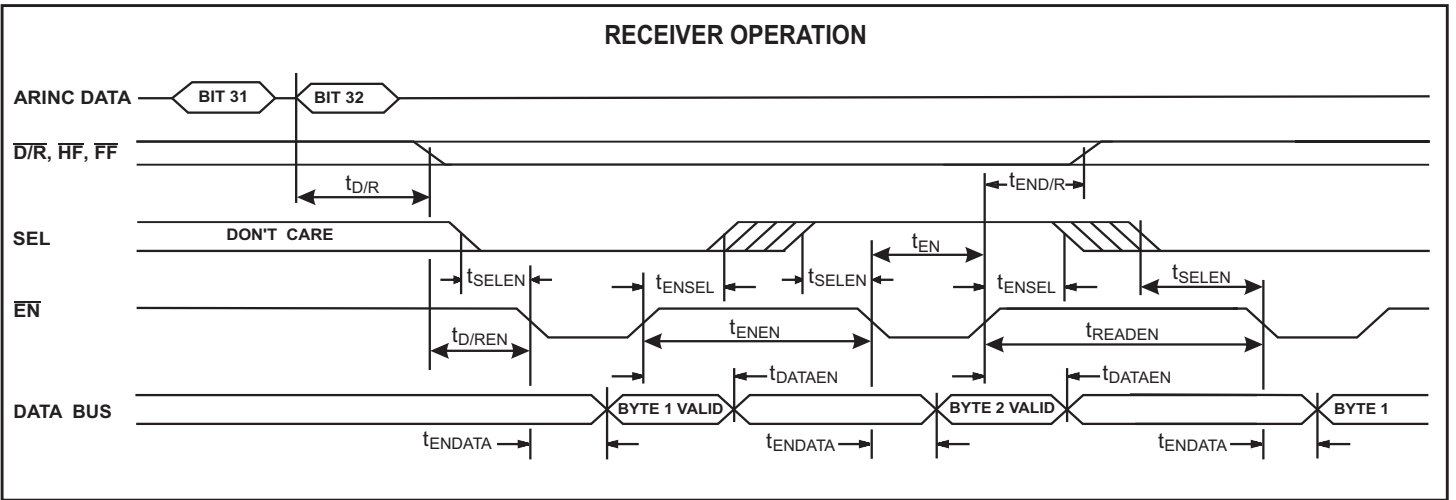 RECEIVER OPERATION
ARINC DATA
BIT 31
BIT 32
D/R, HF, FF
tD/R
tEND/R
SEL
DON'T CARE
tEN
tSELEN
tENSEL
tSELEN
tENSEL
tSELEN
EN
tD/REN
tENEN
tREADEN
tDATAEN
tDATAEN
DATA BUS
BYTE 1 VALID
BYTE 2 VALID
BYTE 1
tENDATA
tENDATA
tENDATA